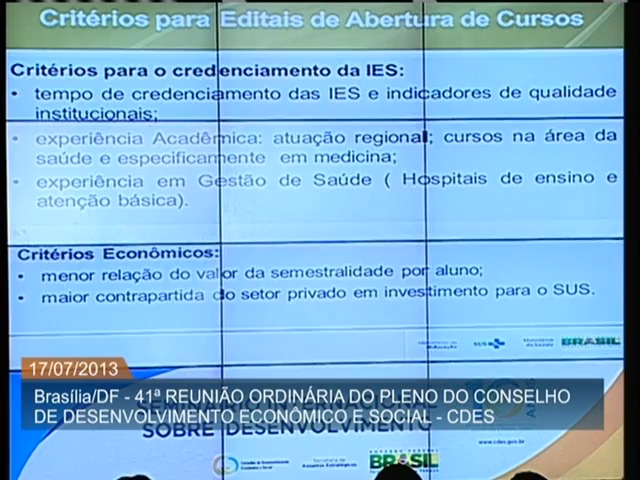 Critérios para Editais de Abertura de Cursos
Critérios para o credenciamento da IES:
• tempo de credenciamento das IES e indicadores de qualidade
institucionais;
• experiência Acadêmica: atuação regional; cursos na área da
saúde e especificamente em medicina;
• experiência em Gestão de Saúde ( Hospitais de ensino e
atenção básica).
Critérios Econômicos:
• menor relação do valor da semestralidade por aluno;
• maior contrapartida do setor privado em investimento para o SUS.
SUS
BRASIL
17/07/2013
Brasília/DF - 41ª REUNIÃO ORDINÁRIA DO PLENO DO CONSELHO
DE DESENVOLVIMENTO ECONÔMICO E SOCIAL - CDES
SOBRE DESENVOLVIMENTO
www.cdes.gov.br
Assuntos Estratégicos
BRASIL